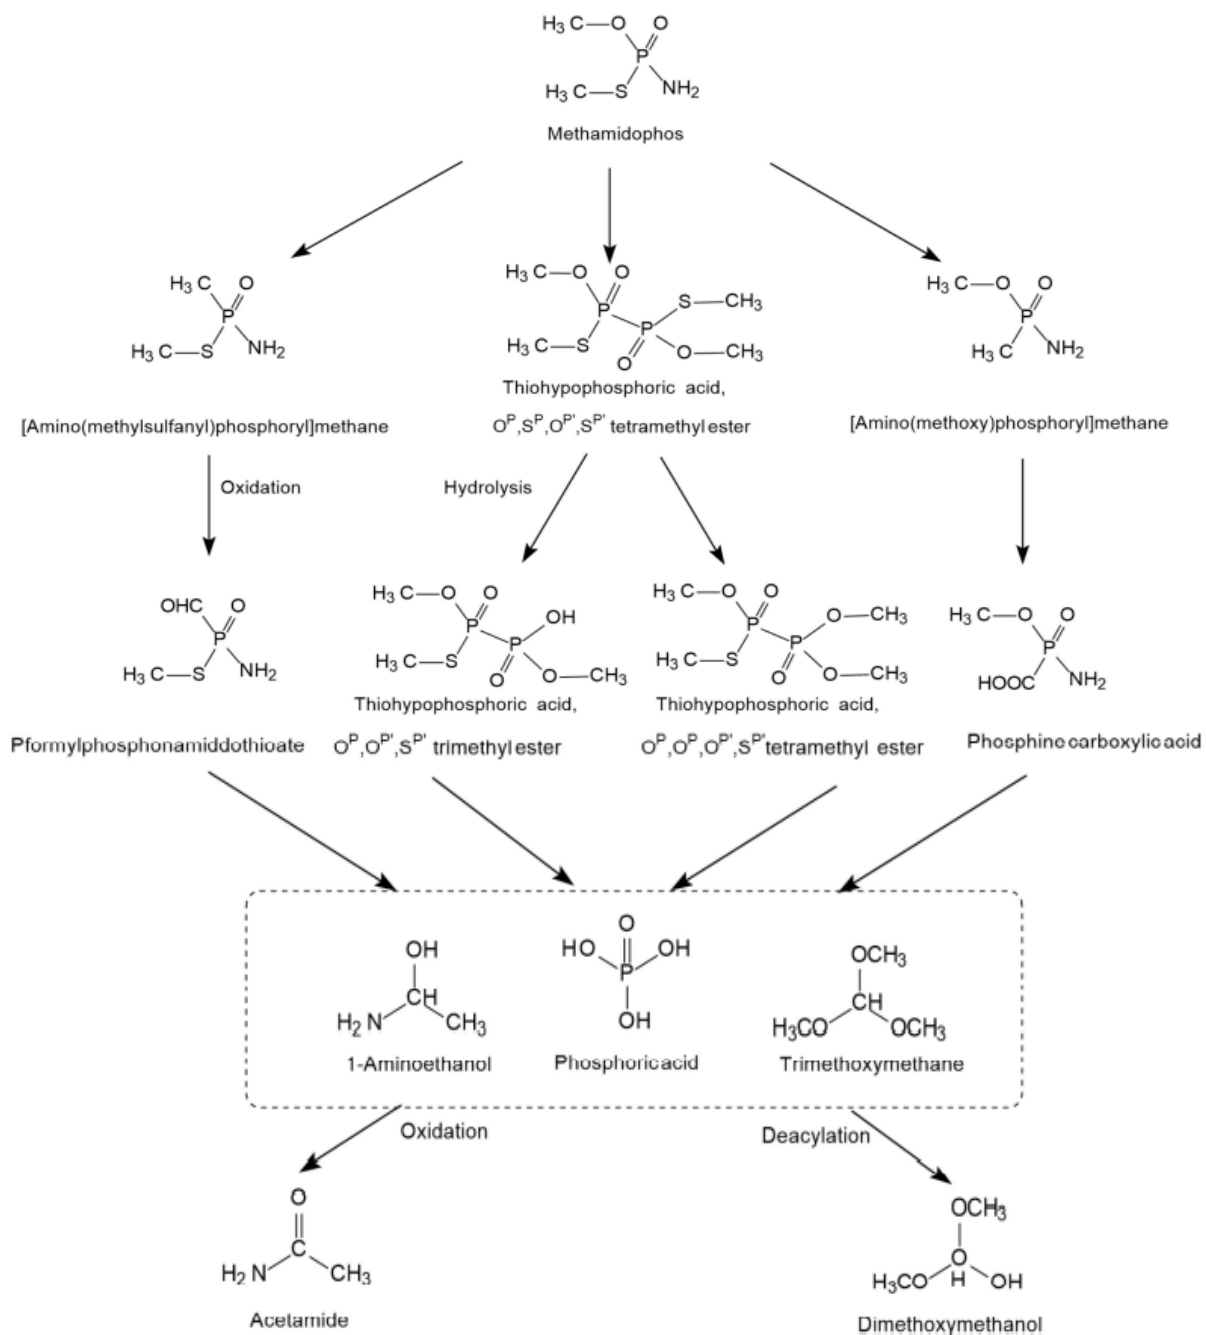 H₃C—O O
P
H₃C—S NH₂
Methamidophos
H₃C O
P
H₃C—S NH₂
H₃C—O O
P S—CH₃
H₃C—S P
O O—CH₃
H₃C—O O
P
H₃C NH₂
Thiohypophosphoric acid,
[Amino(methylsulfanyl)phosphoryl]methane
Oᴾ,Sᴾ,Oᴾ',Sᴾ' tetramethyl ester
[Amino(methoxy)phosphoryl]methane
Oxidation
Hydrolysis
OHC O
P
H₃C—S NH₂
H₃C—O O
P OH
H₃C—S P
O O—CH₃
H₃C—O O
P O—CH₃
H₃C—S P
O O—CH₃
H₃C—O O
P
HOOC NH₂
Thiohypophosphoric acid,
Thiohypophosphoric acid,
Pformylphosphonamiddothioate
Oᴾ,Oᴾ',Sᴾ' trimethyl ester
Oᴾ,Oᴾ,Oᴾ',Sᴾ' tetramethyl ester
Phosphine carboxylic acid
OH
CH
H₂N CH₃
1-Aminoethanol
O
HO OH
P
OH
Phosphoric acid
OCH₃
CH
H₃CO OCH₃
Trimethoxymethane
Oxidation
Deacylation
O
C
H₂N CH₃
Acetamide
OCH₃
O
H₃CO H OH
Dimethoxymethanol